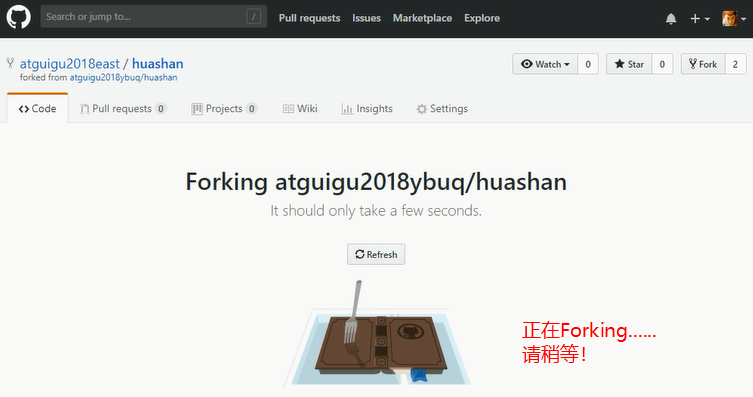 Search or jump to... /
Pull requests Issues Marketplace Explore
atguigu2018east / huashan
forked from atguigu2018ybuq/huashan
Watch 0 Star 0 Fork 2
Code Pull requests 0 Projects 0 Wiki Insights Settings
Forking atguigu2018ybuq/huashan
It should only take a few seconds.
Refresh
正在Forking......
请稍等！